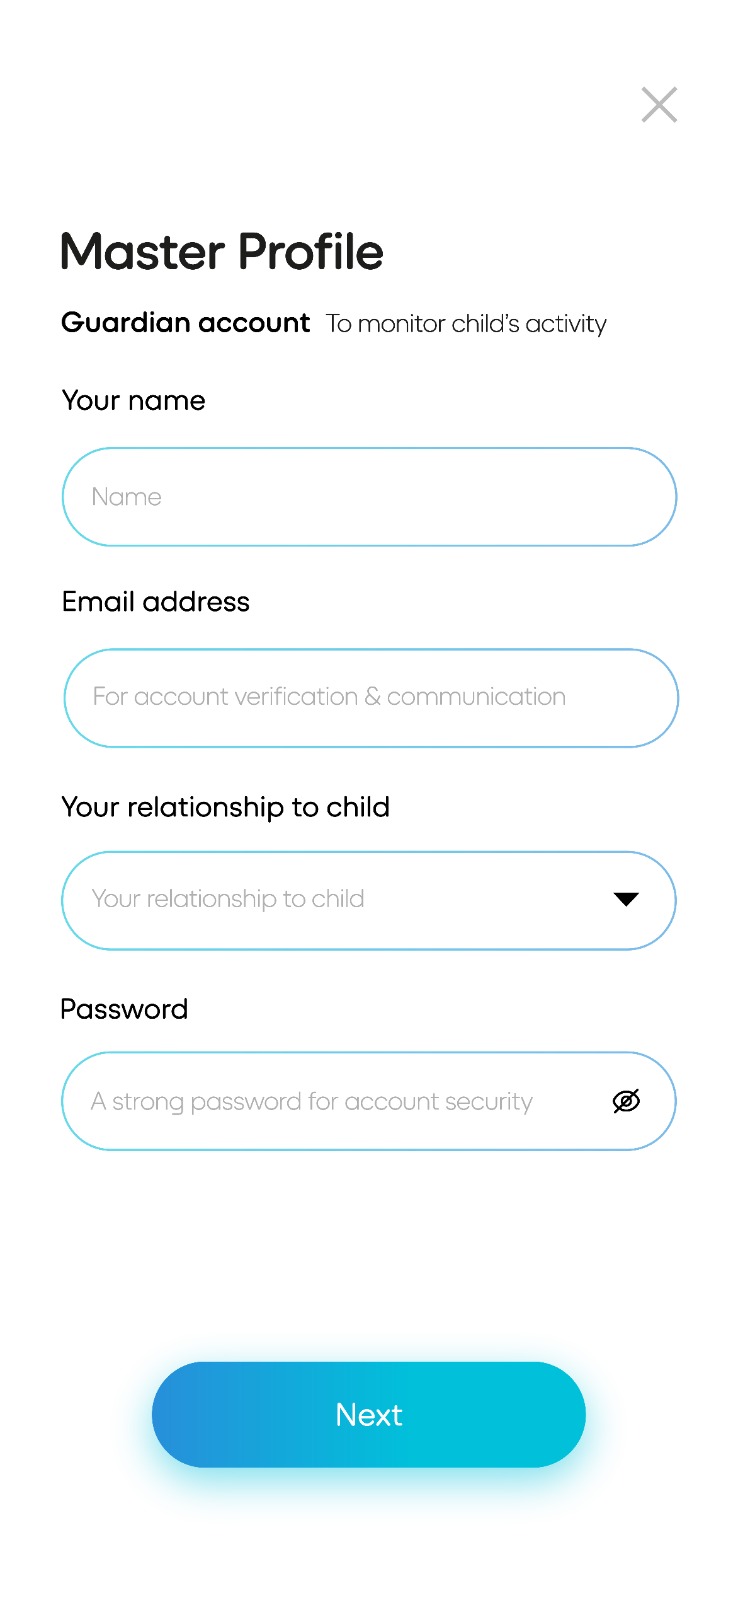 Master Profile
Guardian account To monitor child's activity
Your name
Name
Email address
For account verification & communication
Your relationship to child
Your relationship to child
Password
A strong password for account security
Next